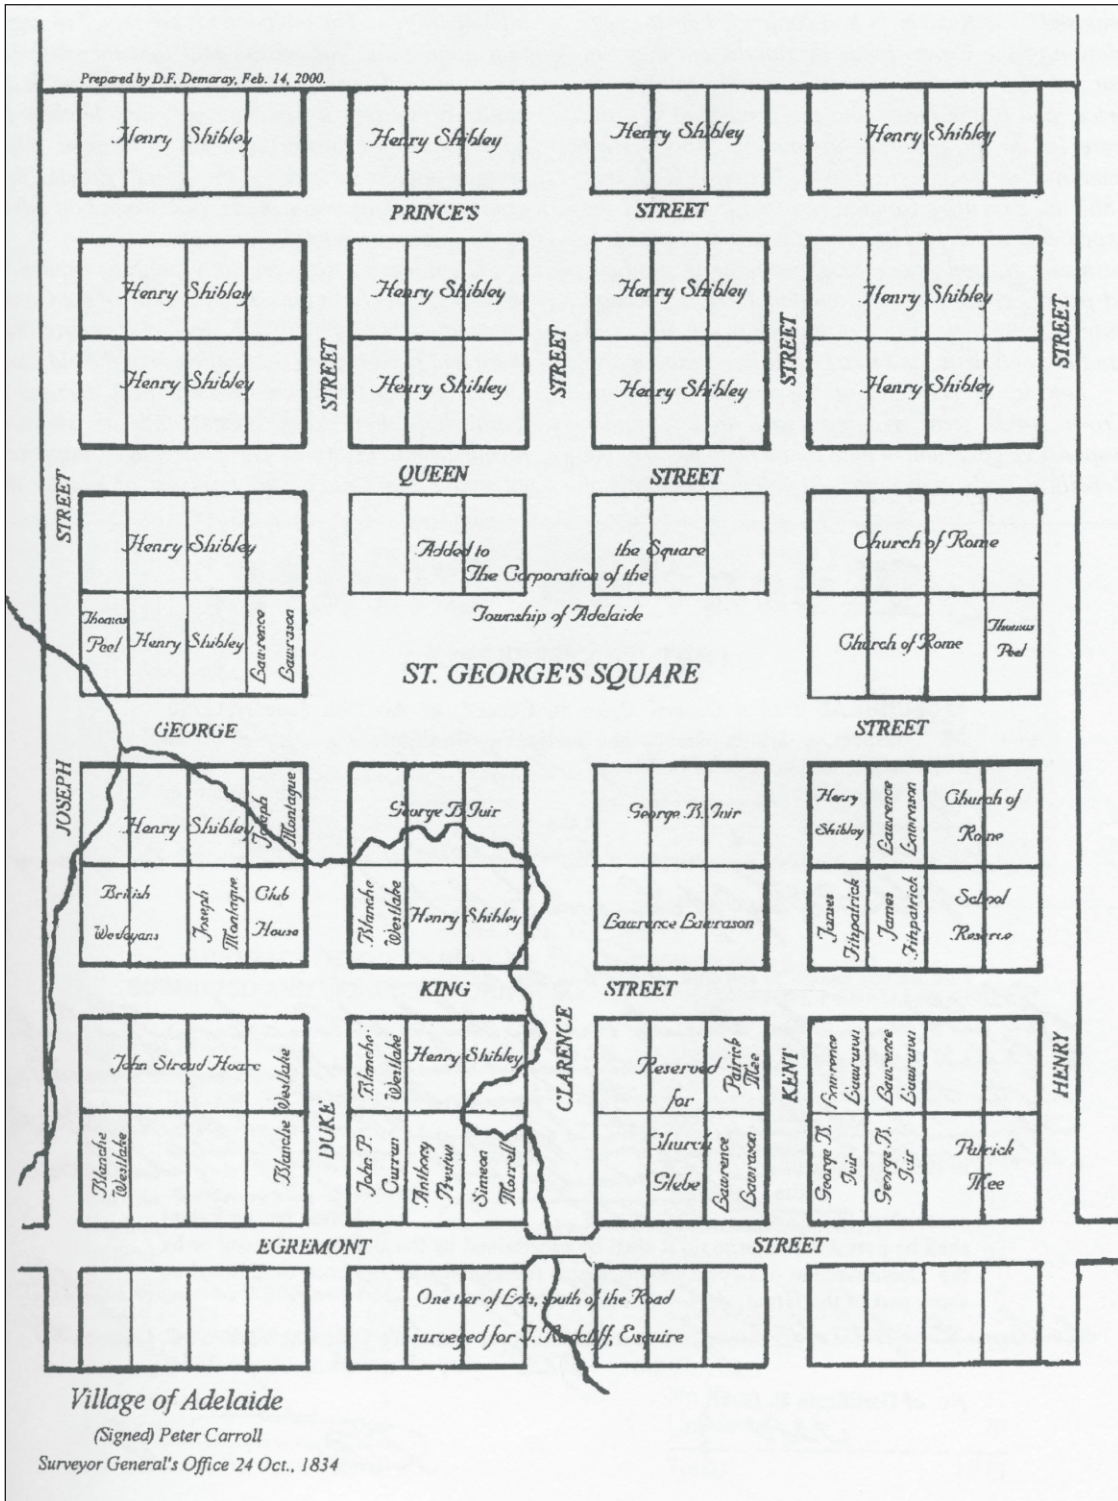 Prepared by D.F. Demaray, Feb. 14, 2000.
Henry Shibley
Henry Shibley
Henry Shibley
Henry Shibley
PRINCE'S STREET
Henry Shibley
Henry Shibley
Henry Shibley
Henry Shibley
STREET
STREET
STREET
STREET
Henry Shibley
Henry Shibley
Henry Shibley
Henry Shibley
QUEEN STREET
STREET
Henry Shibley
Added to the Square
The Corporation of the
Township of Adelaide
Church of Rome
Thomas Peel
Henry Shibley
Lawrence Lawrason
Church of Rome
Thomas Peel
ST. GEORGE'S SQUARE
GEORGE STREET
JOSEPH
Henry Shibley
Joseph Montague
George B. Tuir
George B. Tuir
Henry Shibley
Lawrence Lawrason
Church of Rome
British Wesleyans
Joseph Montague
Club House
Blanche Westlake
Henry Shibley
Lawrence Lawrason
James Fitzpatrick
James Fitzpatrick
School Reserve
KING STREET
CLARENCE
KENT
HENRY
DUKE
John Stroud Hoare
Blanche Westlake
Blanche Westlake
Henry Shibley
Reserved for
Church Glebe
Patrick Mee
Lawrence Lawrason
Lawrence Lawrason
Blanche Westlake
Blanche Westlake
John P. Curran
Anthony Preston
Simeon Morrell
Lawrence Lawrason
George B. Tuir
George B. Tuir
Patrick Mee
EGREMONT STREET
One tier of Lots, south of the Road
surveyed for T. Radcliff, Esquire
Village of Adelaide
(Signed) Peter Carroll
Surveyor General's Office 24 Oct., 1834